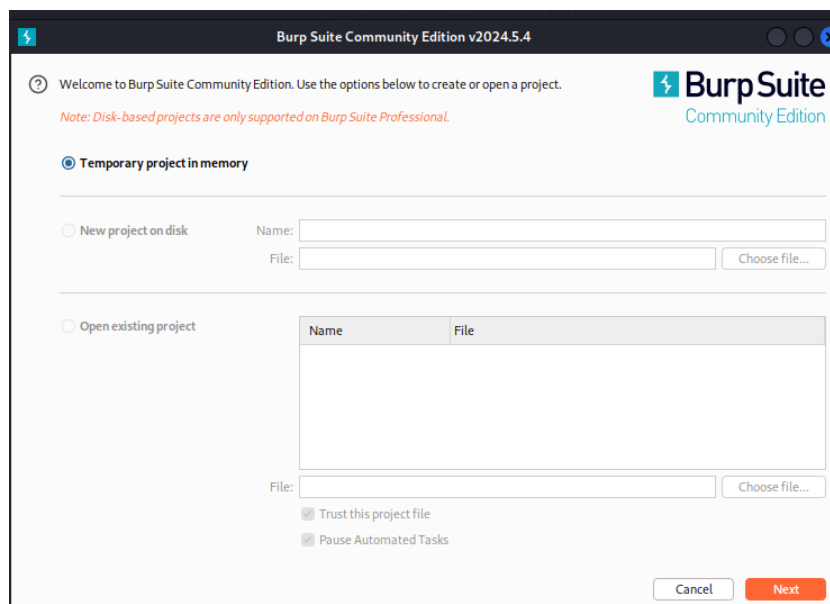 Burp Suite Community Edition v2024.5.4
Welcome to Burp Suite Community Edition. Use the options below to create or open a project.
Burp Suite
Community Edition
Note: Disk-based projects are only supported on Burp Suite Professional.
Temporary project in memory
New project on disk
Name:
File:
Choose file...
Open existing project
Name
File
File:
Choose file...
Trust this project file
Pause Automated Tasks
Cancel
Next